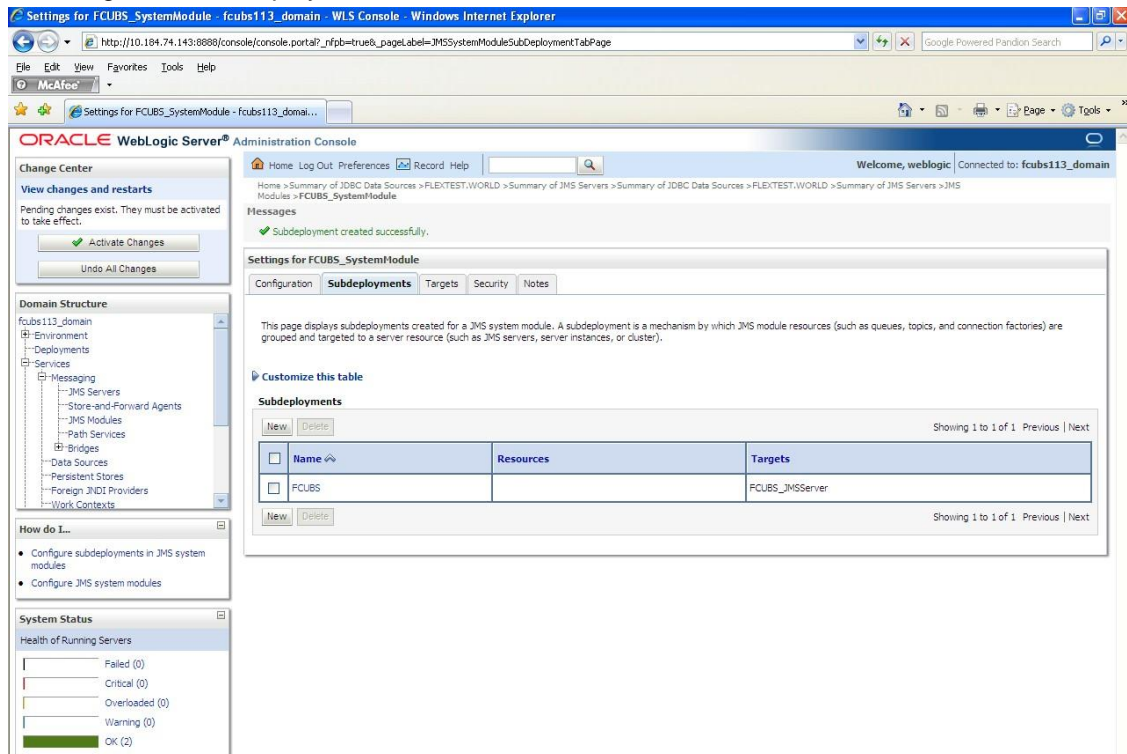 Settings for FCUBS_SystemModule - fcubs113_domain - WLS Console - Windows Internet Explorer
http://10.184.74.143:8888/console/console.portal?_nfpb=true&_pageLabel=JMSSystemModuleSubDeploymentTabPage
Google Powered Pandion Search
File Edit View Favorites Tools Help
McAfee
Settings for FCUBS_SystemModule - fcubs113_domai...
Page Tools
ORACLE WebLogic Server® Administration Console
Change Center
View changes and restarts
Pending changes exist. They must be activated
to take effect.
Activate Changes
Undo All Changes
Domain Structure
fcubs113_domain
Environment
Deployments
Services
Messaging
JMS Servers
Store-and-Forward Agents
JMS Modules
Path Services
Bridges
Data Sources
Persistent Stores
Foreign JNDI Providers
Work Contexts
How do I...
Configure subdeployments in JMS system
modules
Configure JMS system modules
System Status
Health of Running Servers
Failed (0)
Critical (0)
Overloaded (0)
Warning (0)
OK (2)
Home Log Out Preferences Record Help
Welcome, weblogic Connected to: fcubs113_domain
Home >Summary of JDBC Data Sources >FLEXTEST.WORLD >Summary of JMS Servers >Summary of JDBC Data Sources >FLEXTEST.WORLD >Summary of JMS Servers >JMS
Modules >FCUBS_SystemModule
Messages
Subdeployment created successfully.
Settings for FCUBS_SystemModule
Configuration Subdeployments Targets Security Notes
This page displays subdeployments created for a JMS system module. A subdeployment is a mechanism by which JMS module resources (such as queues, topics, and connection factories) are
grouped and targeted to a server resource (such as JMS servers, server instances, or cluster).
Customize this table
Subdeployments
New Delete Showing 1 to 1 of 1 Previous | Next
Name Resources Targets
FCUBS FCUBS_JMSServer
New Delete Showing 1 to 1 of 1 Previous | Next